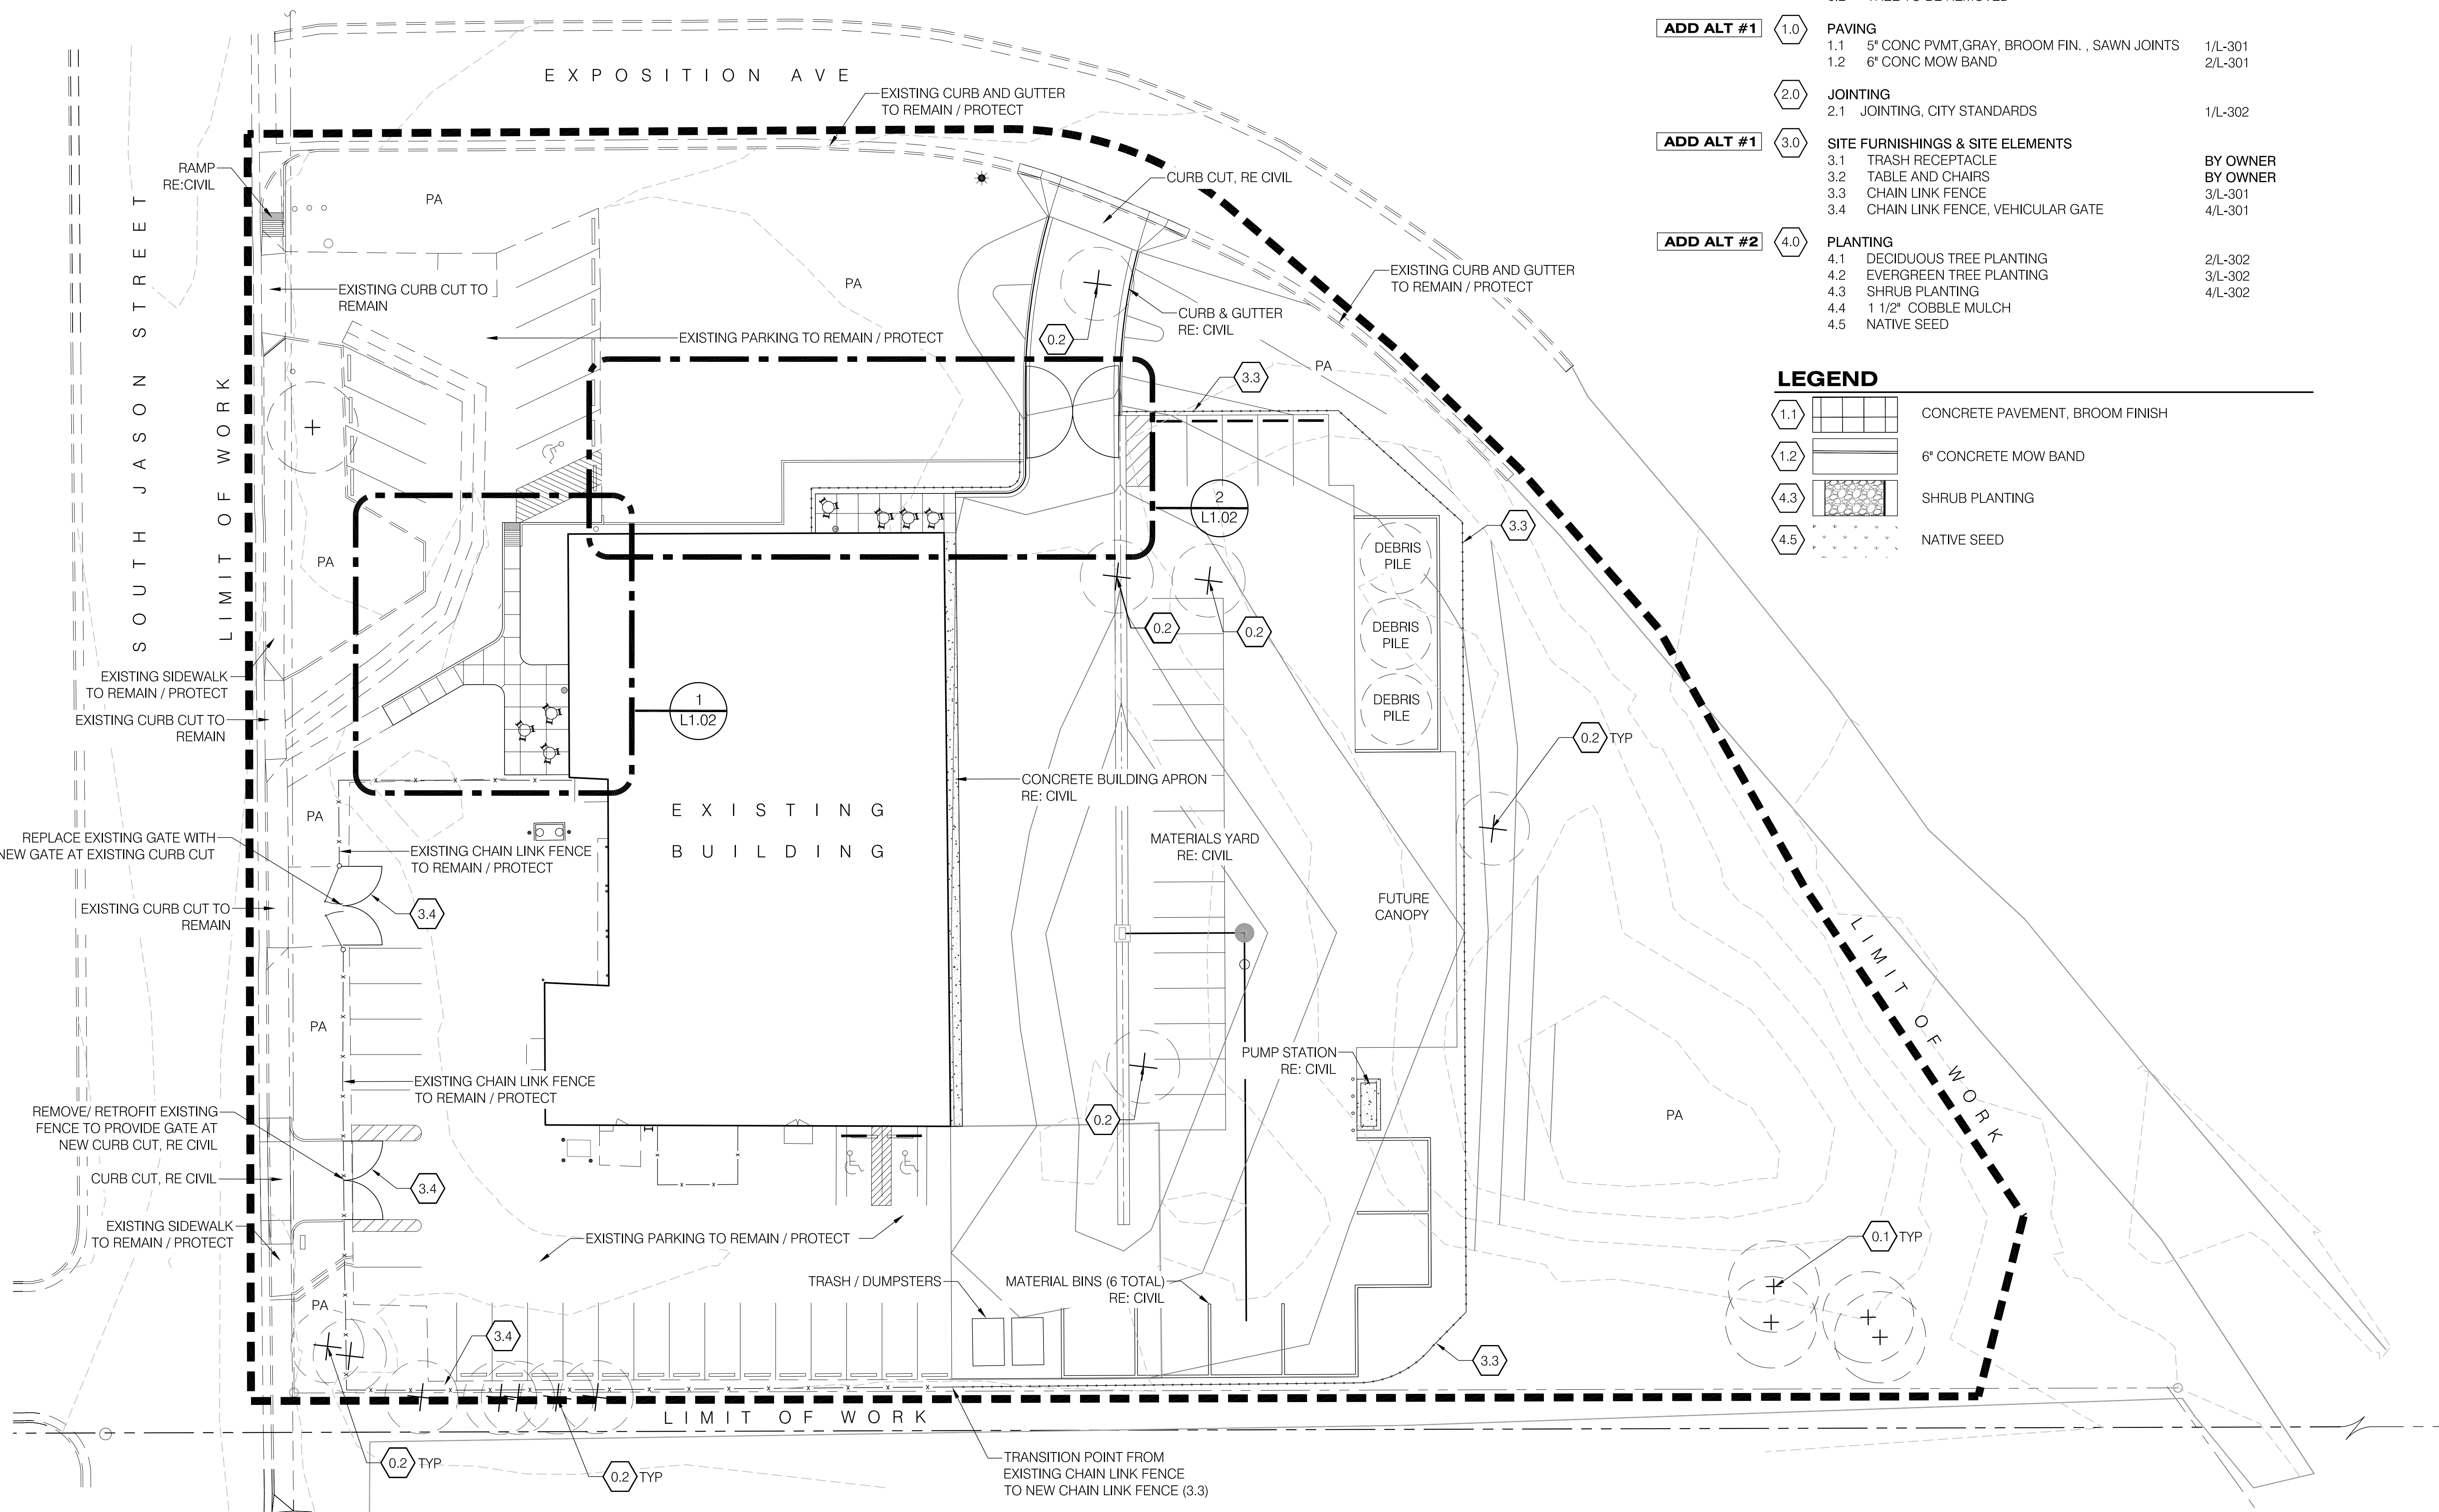 EXPOSITION AVE
EXISTING CURB AND GUTTER
TO REMAIN / PROTECT
RAMP
RE:CIVIL
PA
CURB CUT, RE CIVIL
SOUTH JASON STREET
LIMIT OF WORK
EXISTING CURB CUT TO
REMAIN
PA
EXISTING CURB AND GUTTER
TO REMAIN / PROTECT
CURB & GUTTER
RE: CIVIL
EXISTING PARKING TO REMAIN / PROTECT
0.2
PA
3.3
2
L1.02
3.3
PA
DEBRIS
PILE
DEBRIS
PILE
DEBRIS
PILE
0.2
0.2
EXISTING SIDEWALK
TO REMAIN / PROTECT
EXISTING CURB CUT TO
REMAIN
1
L1.02
0.2 TYP
CONCRETE BUILDING APRON
RE: CIVIL
EXISTING
BUILDING
PA
REPLACE EXISTING GATE WITH
NEW GATE AT EXISTING CURB CUT
EXISTING CHAIN LINK FENCE
TO REMAIN / PROTECT
MATERIALS YARD
RE: CIVIL
EXISTING CURB CUT TO
REMAIN
3.4
FUTURE
CANOPY
LIMIT OF WORK
PA
PUMP STATION
RE: CIVIL
EXISTING CHAIN LINK FENCE
TO REMAIN / PROTECT
0.2
PA
REMOVE/ RETROFIT EXISTING
FENCE TO PROVIDE GATE AT
NEW CURB CUT, RE CIVIL
CURB CUT, RE CIVIL
3.4
EXISTING SIDEWALK
TO REMAIN / PROTECT
EXISTING PARKING TO REMAIN / PROTECT
0.1 TYP
TRASH / DUMPSTERS
MATERIAL BINS (6 TOTAL)
RE: CIVIL
PA
3.4
3.3
LIMIT OF WORK
0.2 TYP
0.2 TYP
TRANSITION POINT FROM
EXISTING CHAIN LINK FENCE
TO NEW CHAIN LINK FENCE (3.3)
ADD ALT #1 1.0 PAVING
1.1 5" CONC PVMT,GRAY, BROOM FIN. , SAWN JOINTS 1/L-301
1.2 6" CONC MOW BAND 2/L-301
2.0 JOINTING
2.1 JOINTING, CITY STANDARDS 1/L-302
ADD ALT #1 3.0 SITE FURNISHINGS & SITE ELEMENTS
3.1 TRASH RECEPTACLE BY OWNER
3.2 TABLE AND CHAIRS BY OWNER
3.3 CHAIN LINK FENCE 3/L-301
3.4 CHAIN LINK FENCE, VEHICULAR GATE 4/L-301
ADD ALT #2 4.0 PLANTING
4.1 DECIDUOUS TREE PLANTING 2/L-302
4.2 EVERGREEN TREE PLANTING 3/L-302
4.3 SHRUB PLANTING 4/L-302
4.4 1 1/2" COBBLE MULCH
4.5 NATIVE SEED
LEGEND
1.1 CONCRETE PAVEMENT, BROOM FINISH
1.2 6" CONCRETE MOW BAND
4.3 SHRUB PLANTING
4.5 NATIVE SEED